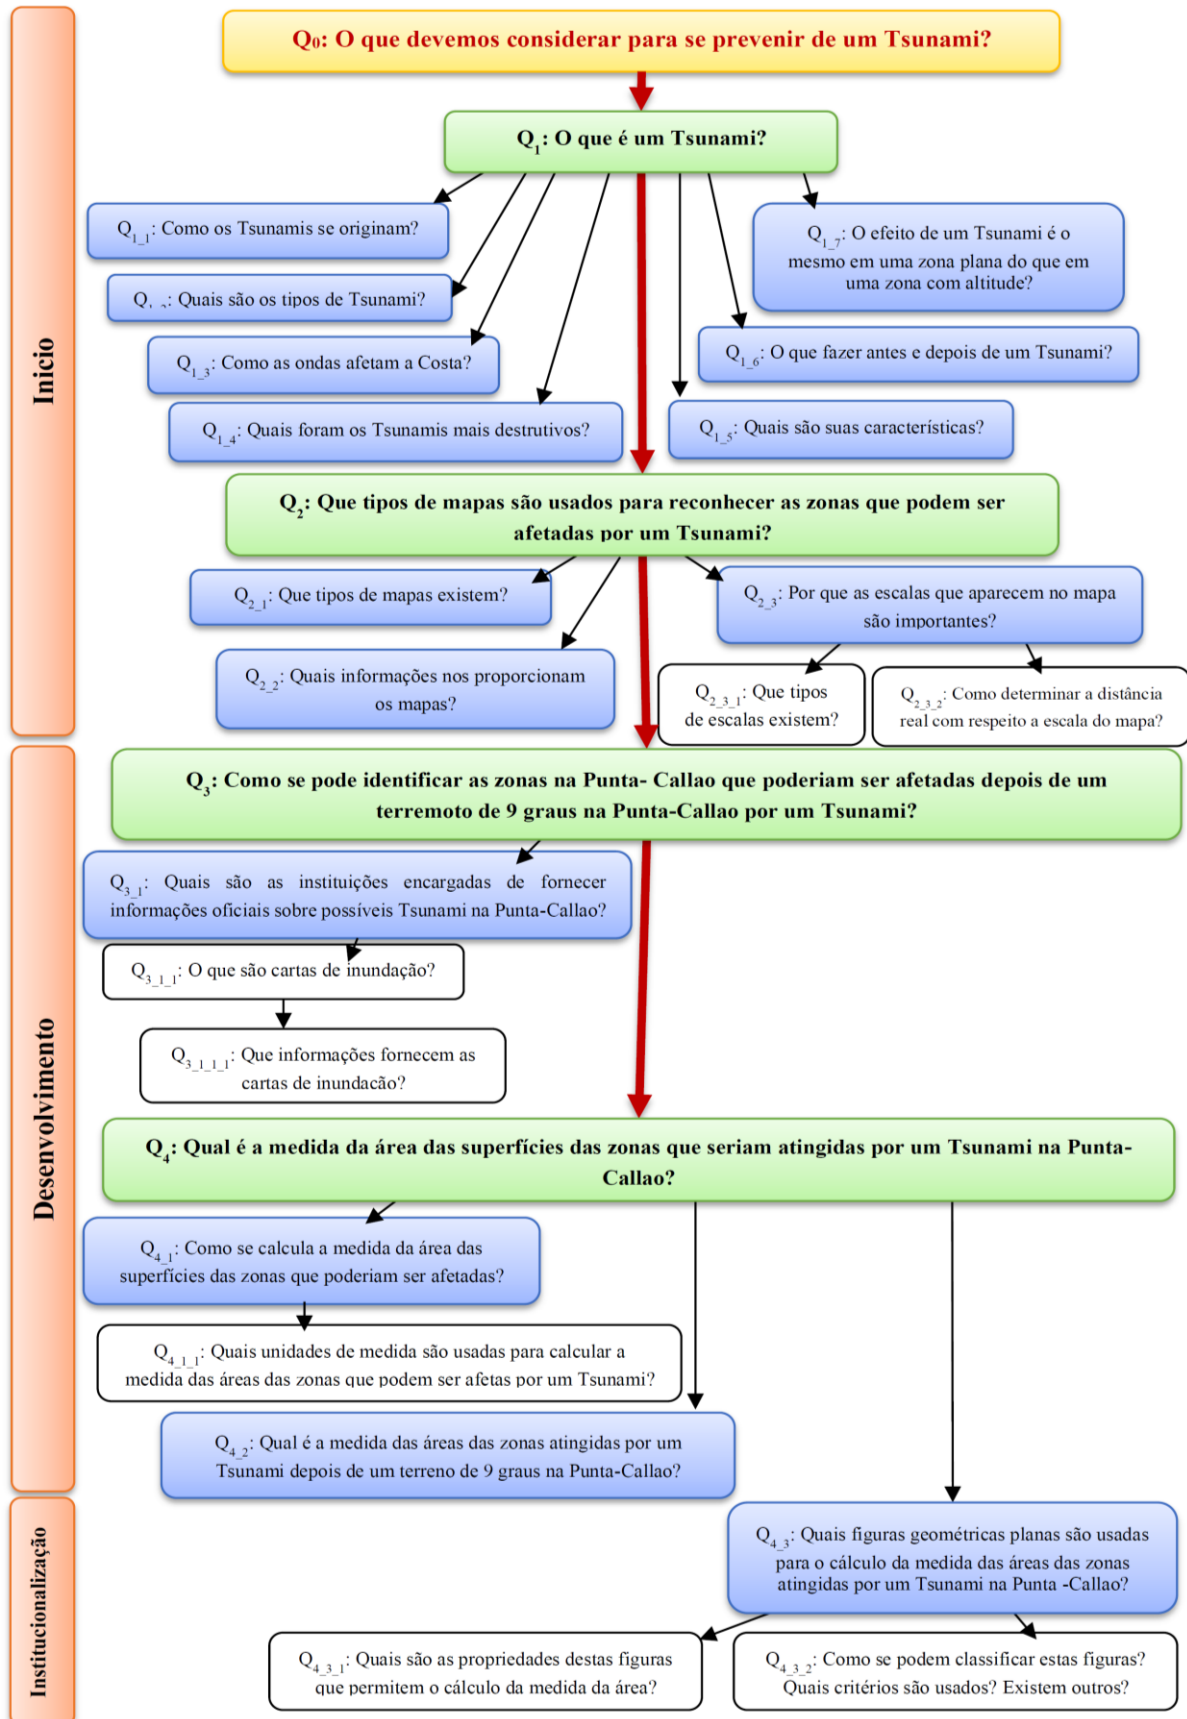 Inicio
Q0: O que devemos considerar para se prevenir de um Tsunami?
Q1: O que é um Tsunami?
Q1_1: Como os Tsunamis se originam?
Q1_7: O efeito de um Tsunami é o
mesmo em uma zona plana do que em
uma zona com altitude?
Quais são os tipos de Tsunami?
Q1_3: Como as ondas afetam a Costa?
Q1_6: O que fazer antes e depois de um Tsunami?
Q1_4: Quais foram os Tsunamis mais destrutivos?
Q1_5: Quais são suas características?
Q2: Que tipos de mapas são usados para reconhecer as zonas que podem ser
afetadas por um Tsunami?
Q2_1: Que tipos de mapas existem?
Q2_3: Por que as escalas que aparecem no mapa
são importantes?
Q2_2: Quais informações nos proporcionam
os mapas?
Q2_3_1: Que tipos
de escalas existem?
Q2_3_2: Como determinar a distância
real com respeito a escala do mapa?
Desenvolvimento
Q3: Como se pode identificar as zonas na Punta- Callao que poderiam ser afetadas depois de um
terremoto de 9 graus na Punta-Callao por um Tsunami?
Q3_1: Quais são as instituições encargadas de fornecer
informações oficiais sobre possíveis Tsunami na Punta-Callao?
Q3_1_1: O que são cartas de inundação?
Q3_1_1_1: Que informações fornecem as
cartas de inundacão?
Q4: Qual é a medida da área das superfícies das zonas que seriam atingidas por um Tsunami na Punta-
Callao?
Q4_1: Como se calcula a medida da área das
superfícies das zonas que poderiam ser afetadas?
Q4_1_1: Quais unidades de medida são usadas para calcular a
medida das áreas das zonas que podem ser afetas por um Tsunami?
Q4_2: Qual é a medida das áreas das zonas atingidas por um
Tsunami depois de um terreno de 9 graus na Punta-Callao?
Institucionalização
Q4_3: Quais figuras geométricas planas são usadas
para o cálculo da medida das áreas das zonas
atingidas por um Tsunami na Punta -Callao?
Q4_3_1: Quais são as propriedades destas figuras
que permitem o cálculo da medida da área?
Q4_3_2: Como se podem classificar estas figuras?
Quais critérios são usados? Existem outros?